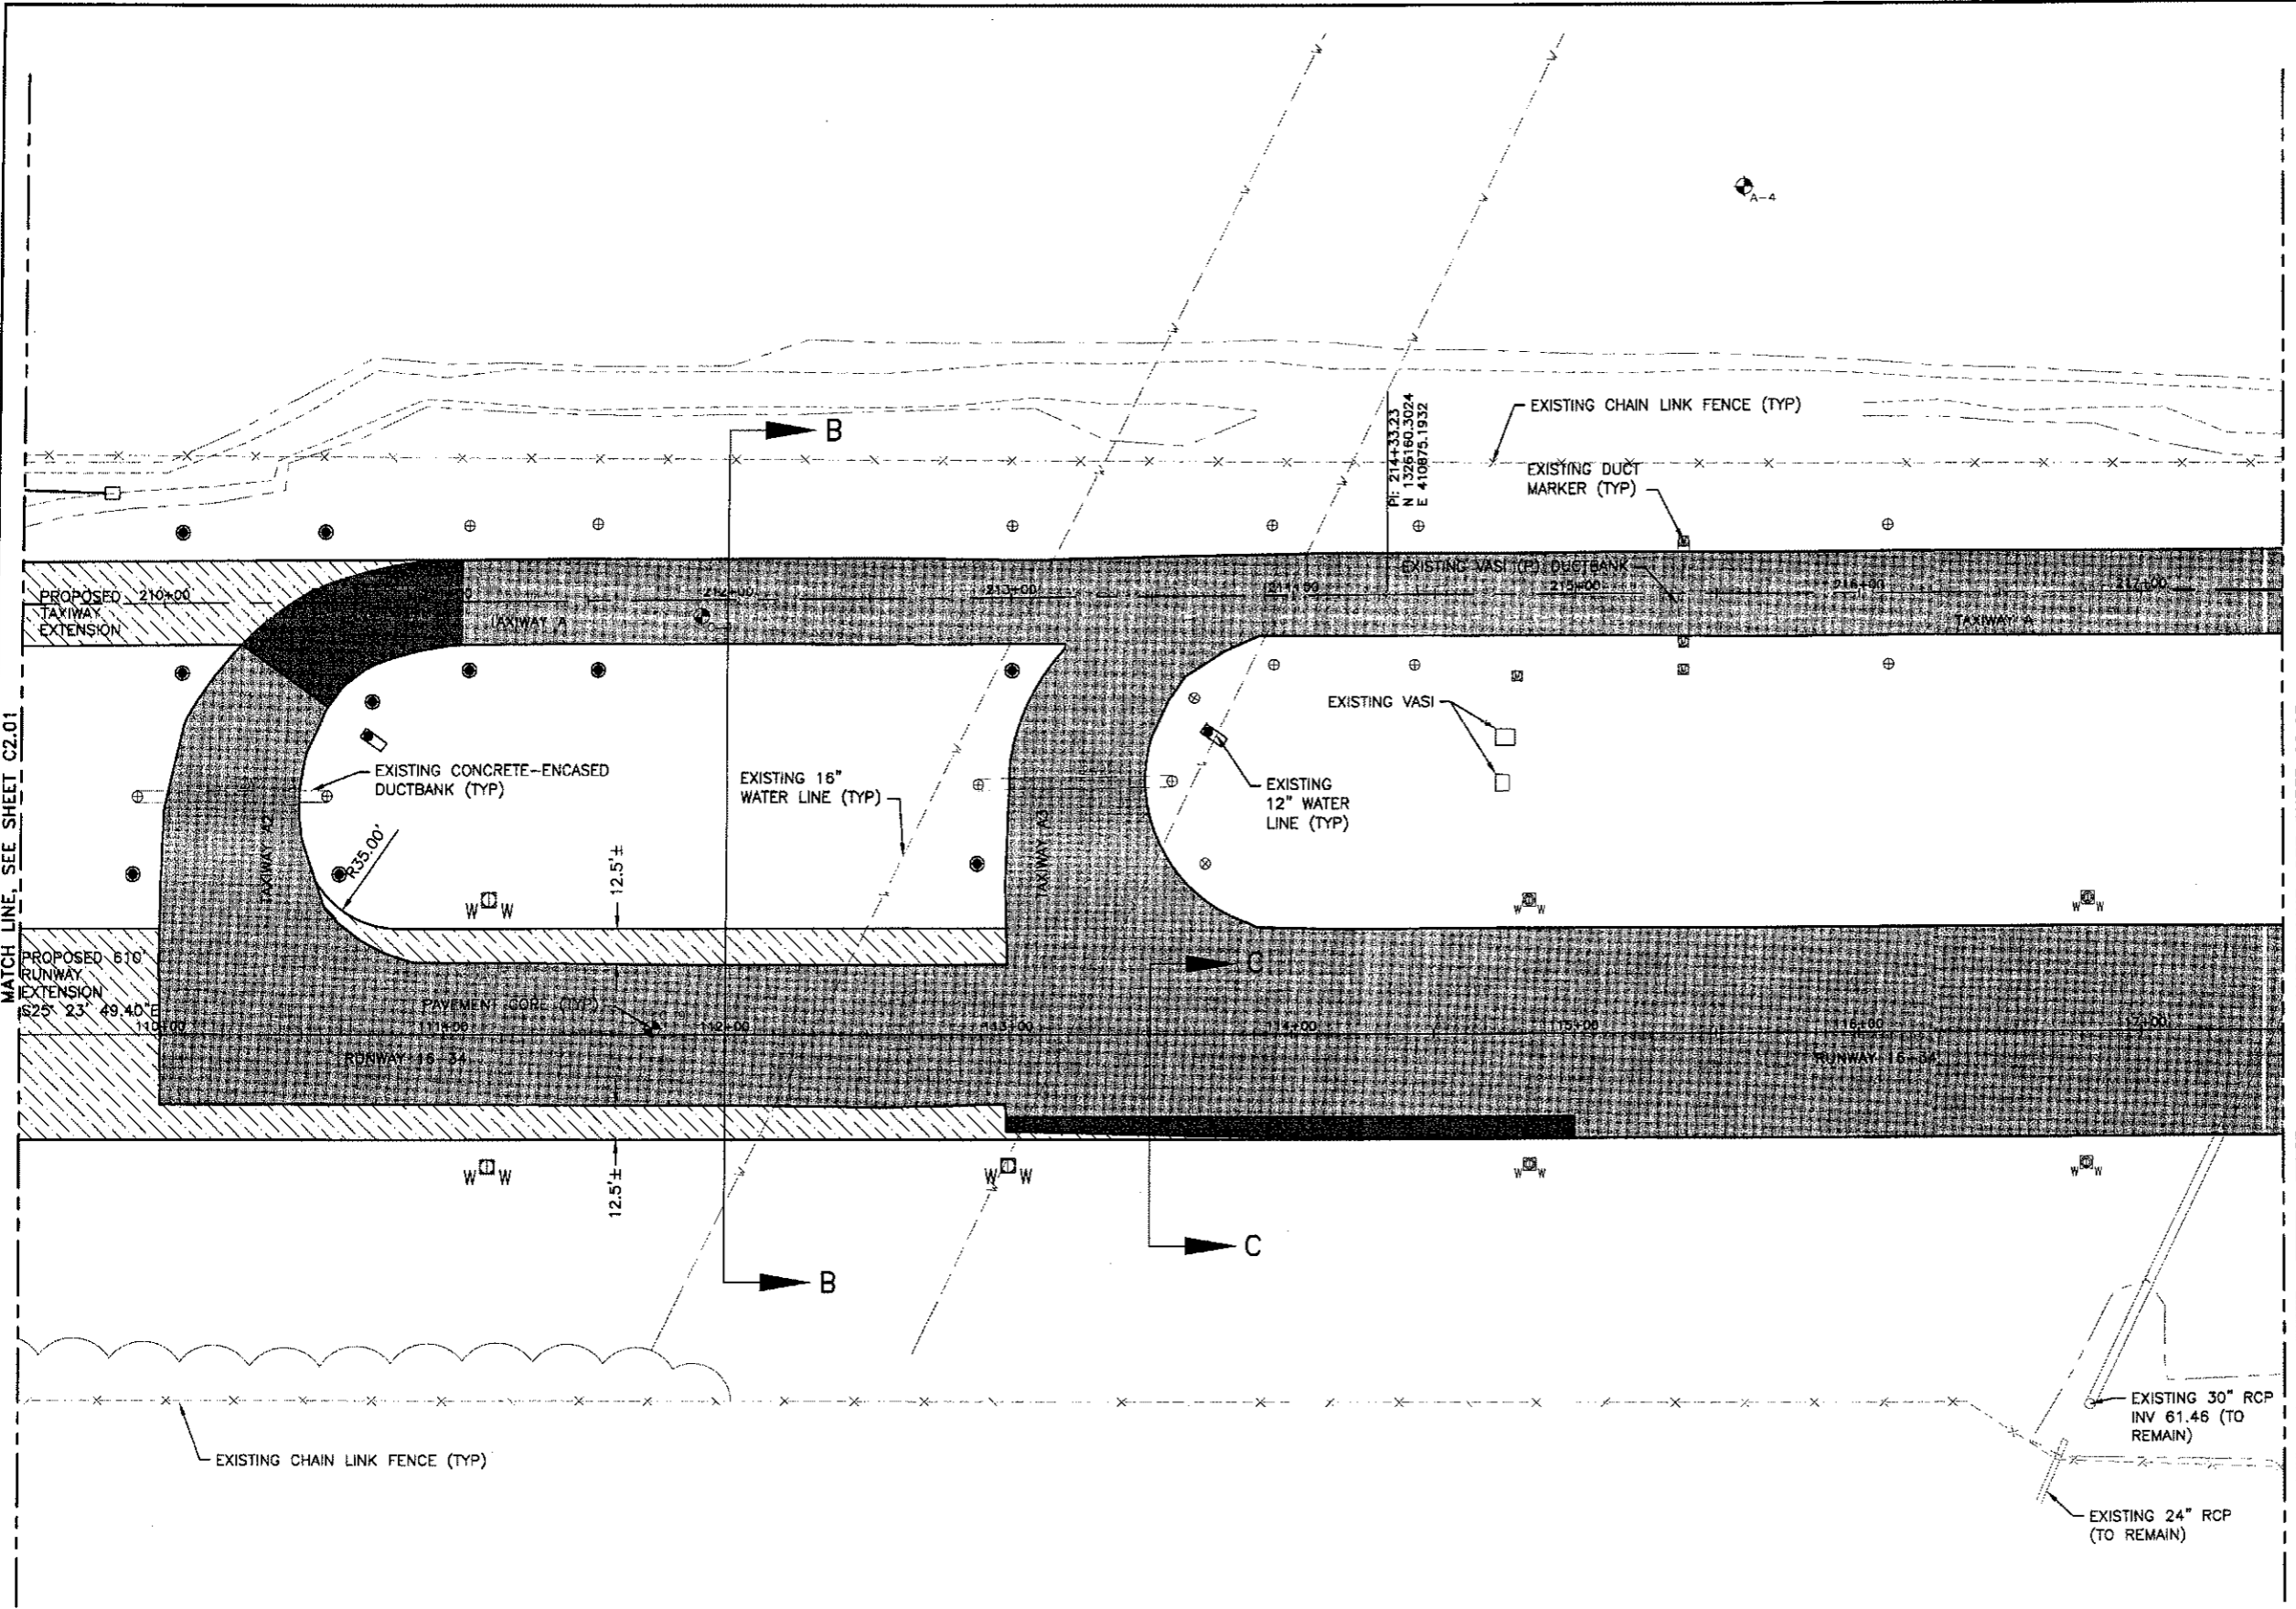 A-4
EXISTING CHAIN LINK FENCE (TYP)
B
PI: 214+33.23
N 1326160.3024
E 410875.1932
EXISTING DUCT
MARKER (TYP)
EXISTING VASI (P) DUCTBANK
PROPOSED
TAXIWAY
EXTENSION
210+00
212+00
213+00
214+00
215+00
216+00
217+00
TAXIWAY A
TAXIWAY A
EXISTING VASI
EXISTING CONCRETE-ENCASED
DUCTBANK (TYP)
EXISTING 16"
WATER LINE (TYP)
EXISTING
12" WATER
LINE (TYP)
MATCH LINE, SEE SHEET C2.01
TAXIWAY A2
R35.00'
12.5'±
TAXIWAY A3
W W
W W
W W
PROPOSED 610'
RUNWAY
EXTENSION
S25° 23' 49.40"E
C
PAVEMENT CORE (TYP)
110+00
111+00
112+00
113+00
114+00
115+00
116+00
117+00
RUNWAY 16-34
RUNWAY 16-34
12.5'±
W W
W W
W W
W W
C
B
EXISTING 30" RCP
INV 61.46 (TO
REMAIN)
EXISTING CHAIN LINK FENCE (TYP)
EXISTING 24" RCP
(TO REMAIN)